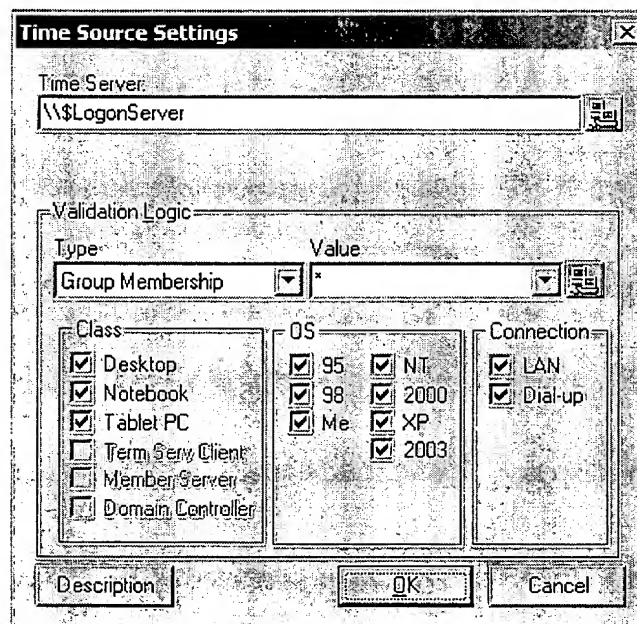 Time Source Settings
Time Server:
\\$LogonServer
Validation Logic
Type Value
Group Membership *
Class
Desktop
Notebook
Tablet PC
Term Serv Client
Member Server
Domain Controller
OS
95 NT
98 2000
Me XP
2003
Connection
LAN
Dial-up
Description OK Cancel